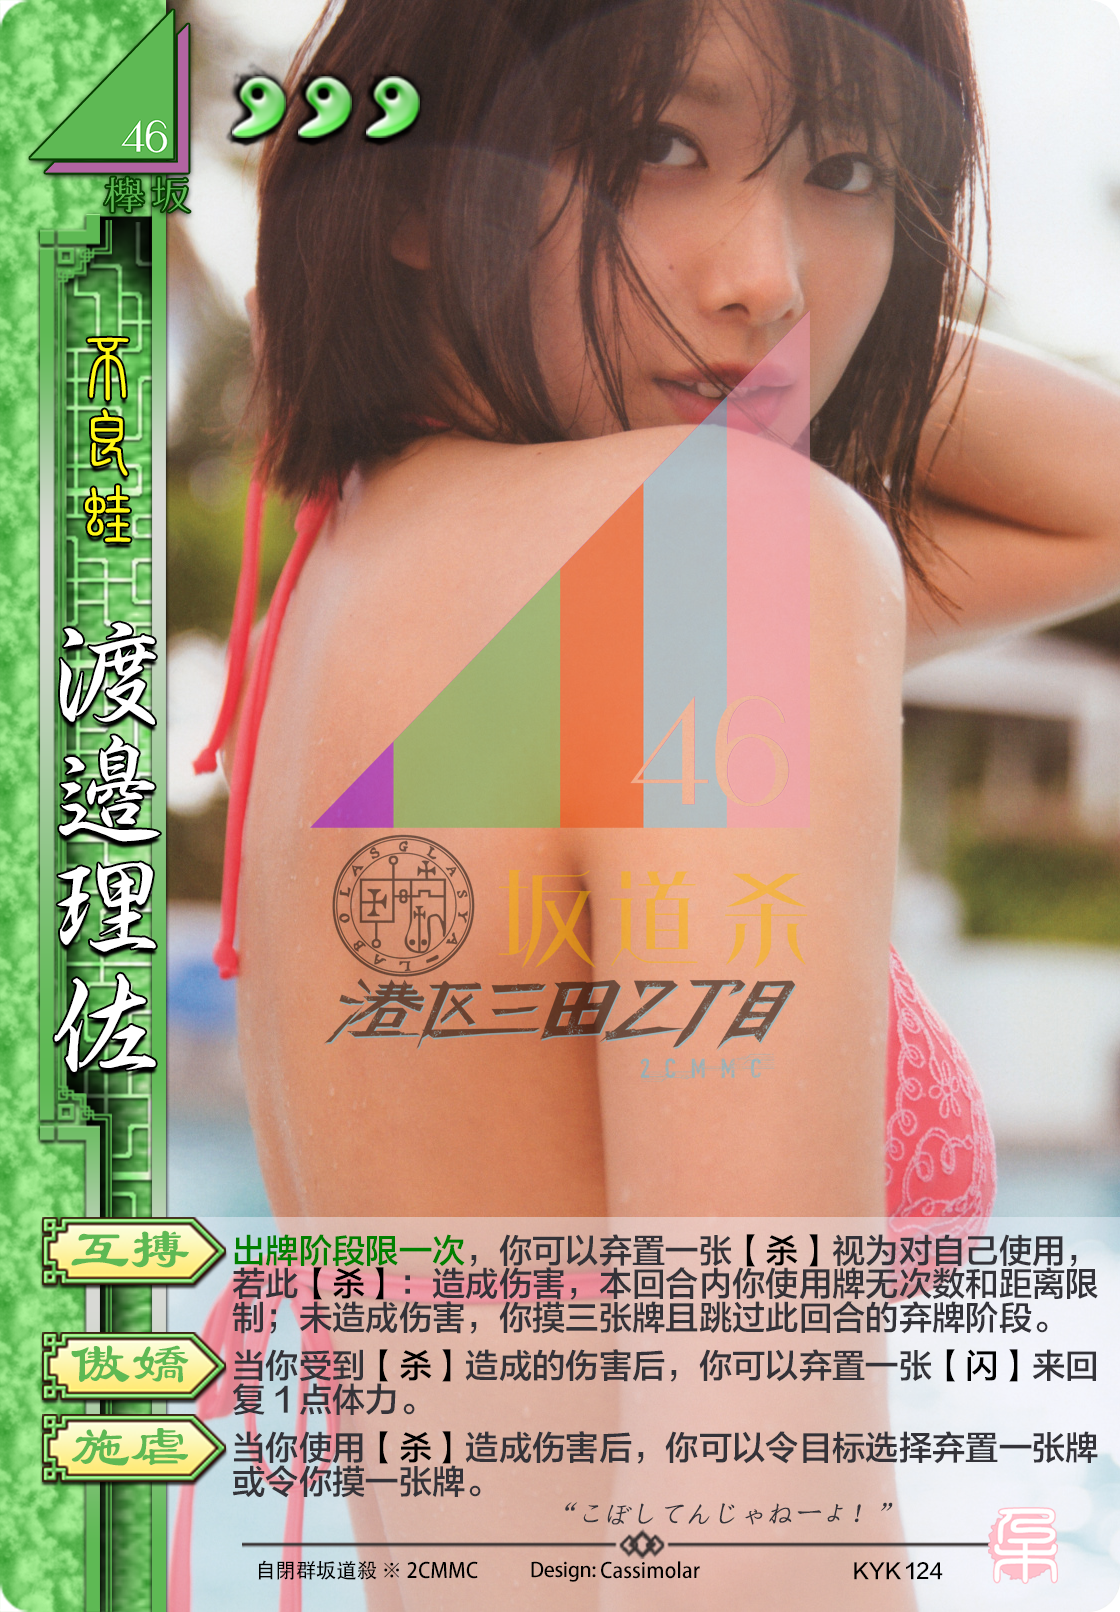 46
欅坂
不良蛙
渡邉理佐
46
GLASYA-LABOLAS
坂道杀
港区三田2丁目
2CMMC
互搏
出牌阶段限一次，你可以弃置一张【杀】视为对自己使用，
若此【杀】：造成伤害，本回合内你使用牌无次数和距离限
制；未造成伤害，你摸三张牌且跳过此回合的弃牌阶段。
傲嬌
当你受到【杀】造成的伤害后，你可以弃置一张【闪】来回
复1点体力。
施虐
当你使用【杀】造成伤害后，你可以令目标选择弃置一张牌
或令你摸一张牌。
“こぼしてんじゃねーよ！”
自閉群坂道殺 ※ 2CMMC
Design: Cassimolar
KYK 124